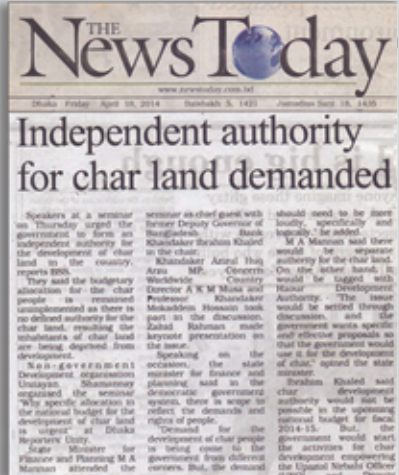 THE
News Today
www.newstoday.com.bd
Dhaka Friday April 18, 2014 Baishakh 5, 1421 Jamadius Sani 18, 1435
Independent authority
for char land demanded
Speakers at a seminar
on Thursday urged the
government to form an
independent authority for
the development of char
land in the country,
reports BSS.
They said the budgetary
allocation for the char
people is remained
unimplemented as there is
no defined authority for the
char land, resulting the
inhabitants of char land
are being deprived from
development.
Non-government
Development organisation
Unnayan Shamannay
organised the seminar
"Why specific allocation in
the national budget for the
development of char land
is urgent" at Dhaka
Reporters Unity.
State Minister for
Finance and Planning M A
Mannan attended the
seminar as chief guest with
former Deputy Governor of
Bangladesh Bank
Khandaker Ibrahim Khaled
in the chair.
Khandaker Azizul Huq
Arzu MP, Concern
Worldwide Country
Director A K M Musa and
Professor Khandaker
Mokaddem Hossain took
part in the discussion.
Zahid Rahman made
keynote presentation on
the issue.
Speaking on the
occasion, the state
minister for finance and
planning said in the
democratic government
system, there is scope to
reflect the demands and
rights of people.
"Demand for the
development of char people
is being come to the
government from different
corners. But, the demand
should need to be more
loudly, specifically and
logically," he added.
M A Mannan said there
would be separate
authority for the char land.
On the other hand, it
would be tagged with
Haour Development
Authority. "The issue
would be settled through
discussion, and the
government wants specific
and effective proposals so
that the government would
use it for the development
of char," opined the state
minister.
Ibrahim Khaled said
char development
authority would not be
possible in the upcoming
national budget for fiscal
2014-15. But, the
government would start
the activities for char
development empowering
the Upazila Nirbahi Officer